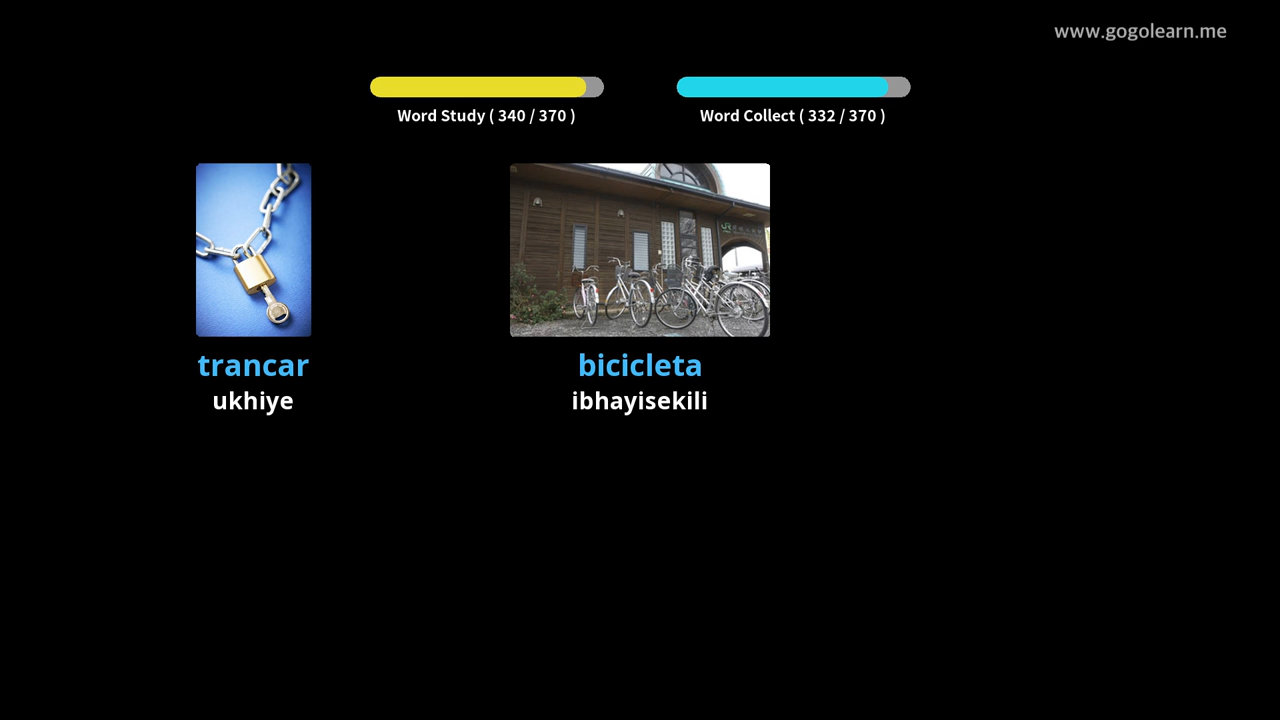 www.gogolearn.me
Word Study ( 340 / 370 )
Word Collect ( 332 / 370 )
trancar
ukhiye
bicicleta
ibhayisekili